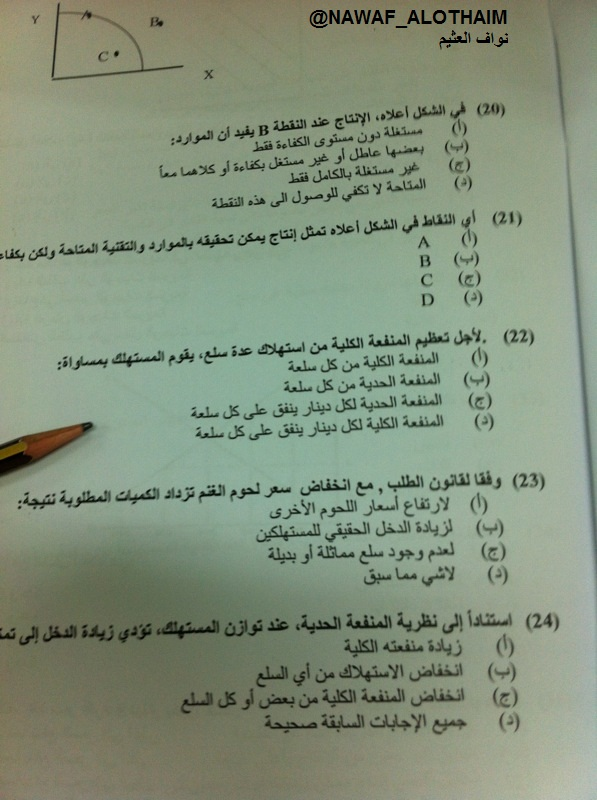 @NAWAF_ALOTHAIM
نواف العثيم
Y
A
B
C
X
(20) في الشكل أعلاه، الإنتاج عند النقطة B يفيد أن الموارد:
(أ) مستغلة دون مستوى الكفاءة فقط
(ب) بعضها عاطل أو غير مستغل بكفاءة أو كلاهما معاً
(ج) غير مستغلة بالكامل فقط
(د) المتاحة لا تكفي للوصول الى هذه النقطة
(21) أي النقاط في الشكل أعلاه تمثل إنتاج يمكن تحقيقه بالموارد والتقنية المتاحة ولكن
(أ) A
(ب) B
(ج) C
(د) D
(22) .لأجل تعظيم المنفعة الكلية من استهلاك عدة سلع، يقوم المستهلك بمساواة:
(أ) المنفعة الكلية من كل سلعة
(ب) المنفعة الحدية من كل سلعة
(ج) المنفعة الحدية لكل دينار ينفق على كل سلعة
(د) المنفعة الكلية لكل دينار ينفق على كل سلعة
(23) وفقا لقانون الطلب , مع انخفاض سعر لحوم الغنم تزداد الكميات المطلوبة نتيجة:
(أ) لارتفاع أسعار اللحوم الأخرى
(ب) لزيادة الدخل الحقيقي للمستهلكين
(ج) لعدم وجود سلع مماثلة أو بديلة
(د) لاشي مما سبق
(24) استناداً إلى نظرية المنفعة الحدية، عند توازن المستهلك، تؤدي زيادة الدخل إلى
(أ) زيادة منفعته الكلية
(ب) انخفاض الاستهلاك من أي السلع
(ج) انخفاض المنفعة الكلية من بعض أو كل السلع
(د) جميع الإجابات السابقة صحيحة